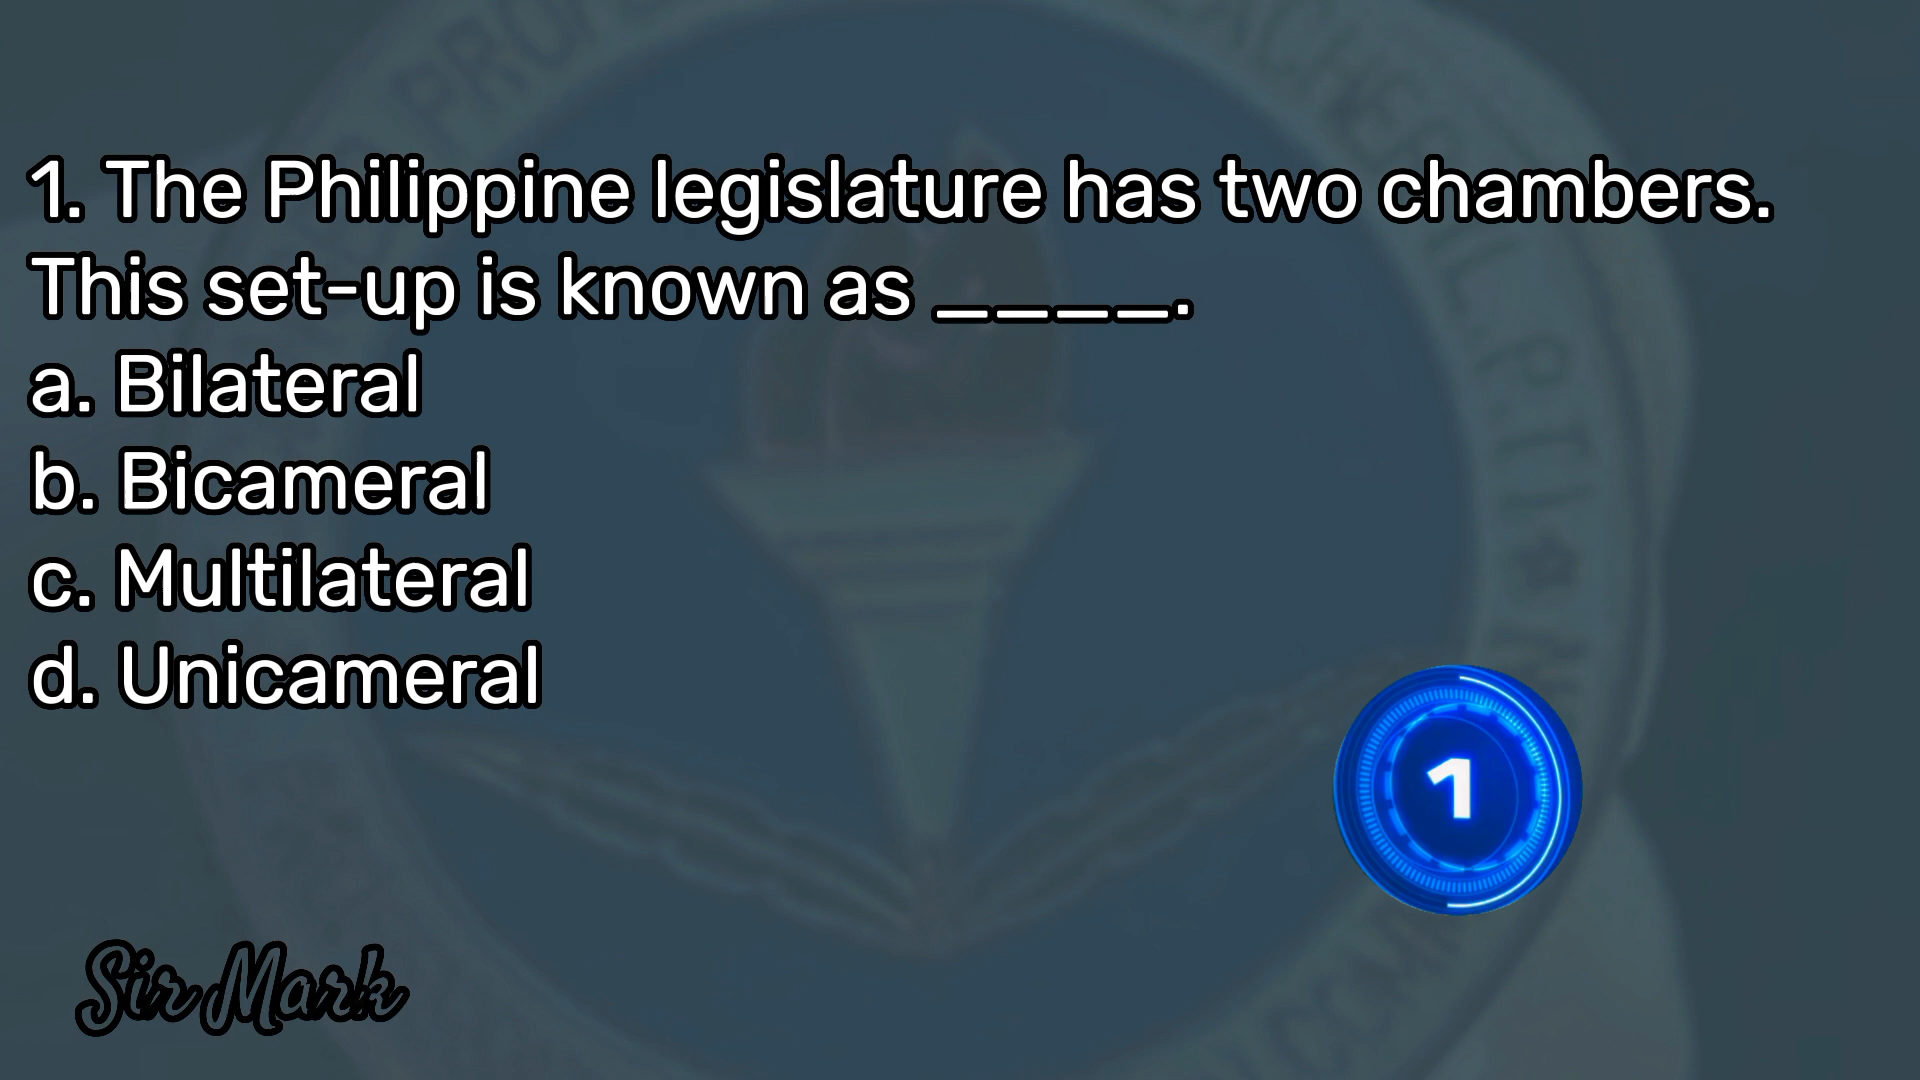 1. The Philippine legislature has two chambers.
This set-up is known as _ _ _ _.
a. Bilateral
b. Bicameral
c. Multilateral
d. Unicameral
1
Sir Mark